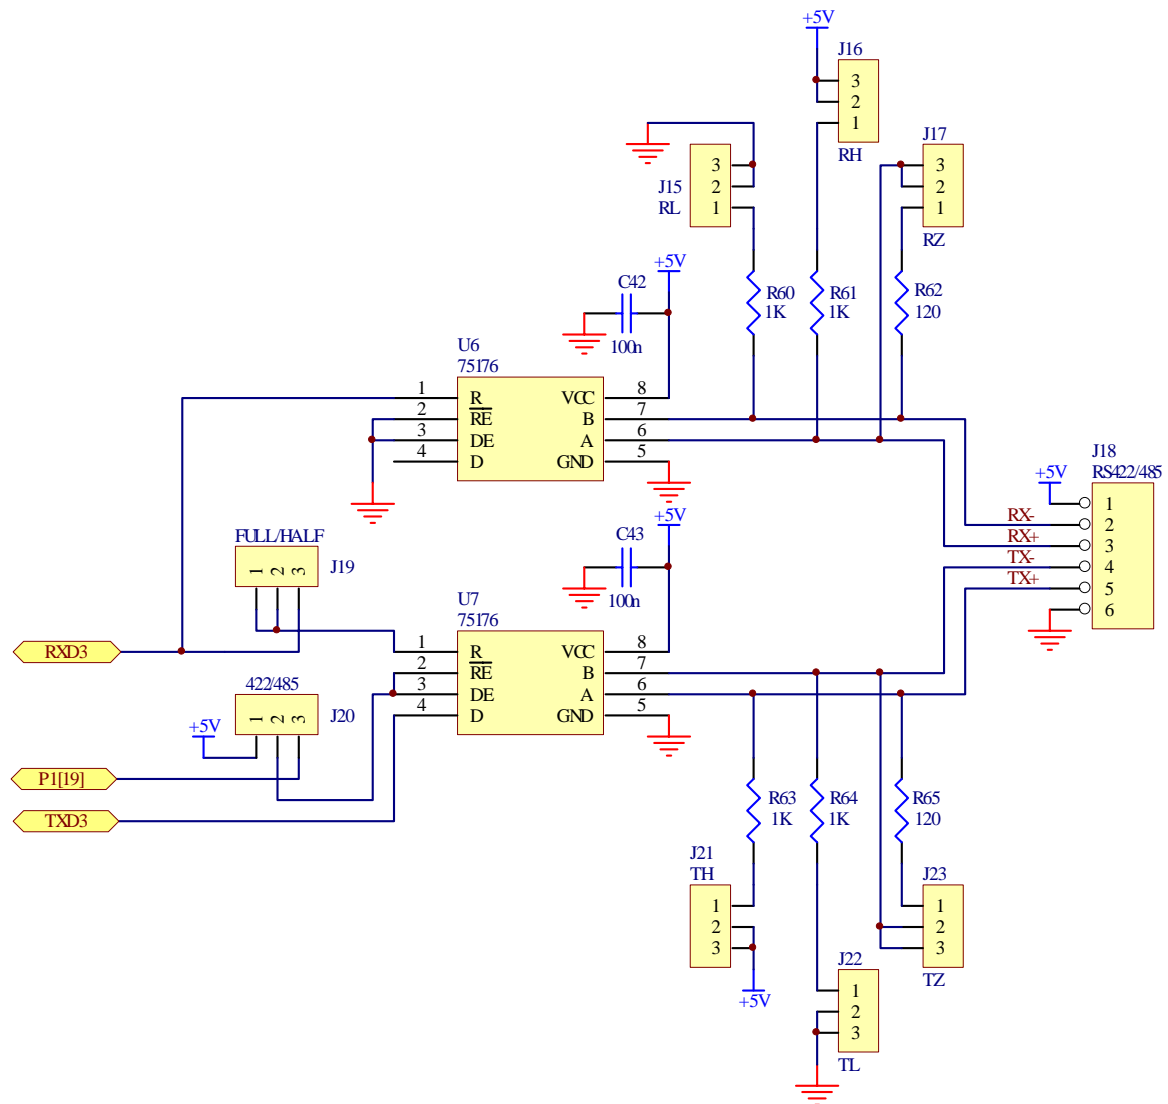 +5V
J16
3
2
1
RH
J17
3
2
1
RZ
3
2
1
J15
RL
+5V
C42
100n
R60
1K
R61
1K
R62
120
U6
75176
1 R VCC 8
2 RE B 7
3 DE A 6
4 D GND 5
J18
RS422/485
+5V
1
RX- 2
RX+ 3
TX- 4
TX+ 5
6
+5V
C43
100n
FULL/HALF
1 2 3
J19
U7
75176
1 R VCC 8
2 RE B 7
3 DE A 6
4 D GND 5
RXD3
422/485
1 2 3
J20
+5V
P1[19]
TXD3
R63
1K
R64
1K
R65
120
J21
TH
1
2
3
+5V
J23
1
2
3
TZ
J22
1
2
3
TL